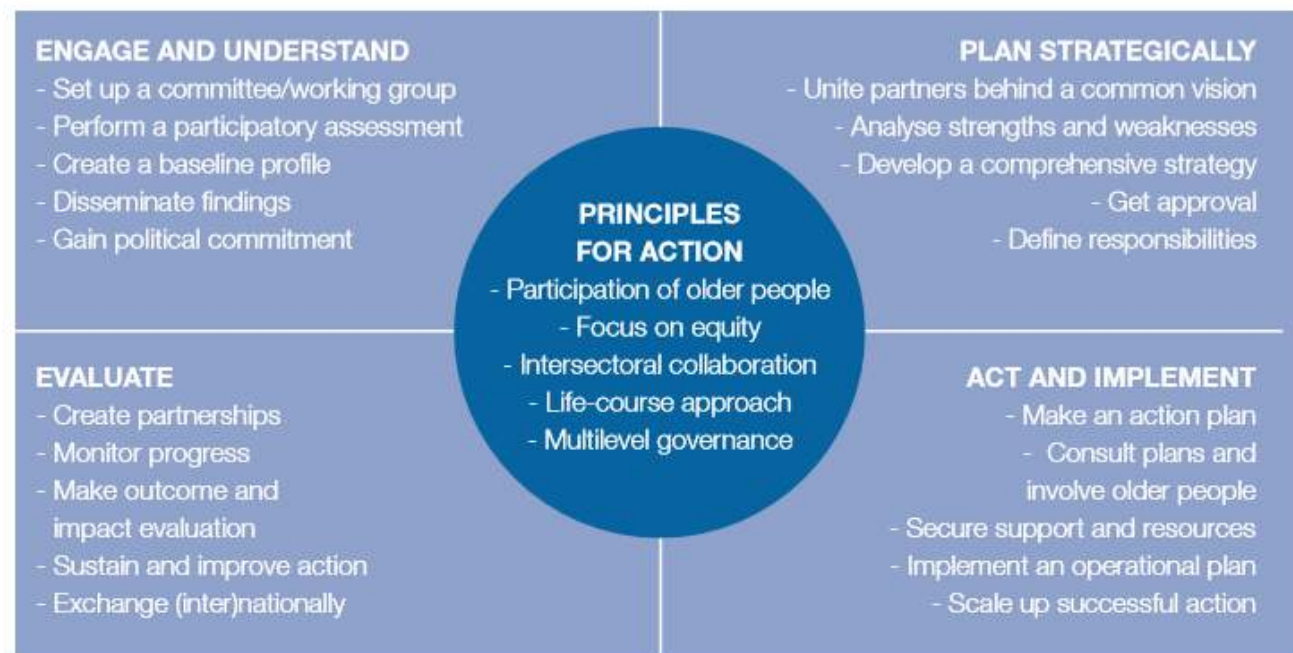 ENGAGE AND UNDERSTAND
- Set up a committee/working group
- Perform a participatory assessment
- Create a baseline profile
- Disseminate findings
- Gain political commitment
PLAN STRATEGICALLY
- Unite partners behind a common vision
- Analyse strengths and weaknesses
- Develop a comprehensive strategy
- Get approval
- Define responsibilities
PRINCIPLES
FOR ACTION
- Participation of older people
- Focus on equity
- Intersectoral collaboration
- Life-course approach
- Multilevel governance
EVALUATE
- Create partnerships
- Monitor progress
- Make outcome and
impact evaluation
- Sustain and improve action
- Exchange (inter)nationally
ACT AND IMPLEMENT
- Make an action plan
- Consult plans and
involve older people
- Secure support and resources
- Implement an operational plan
- Scale up successful action